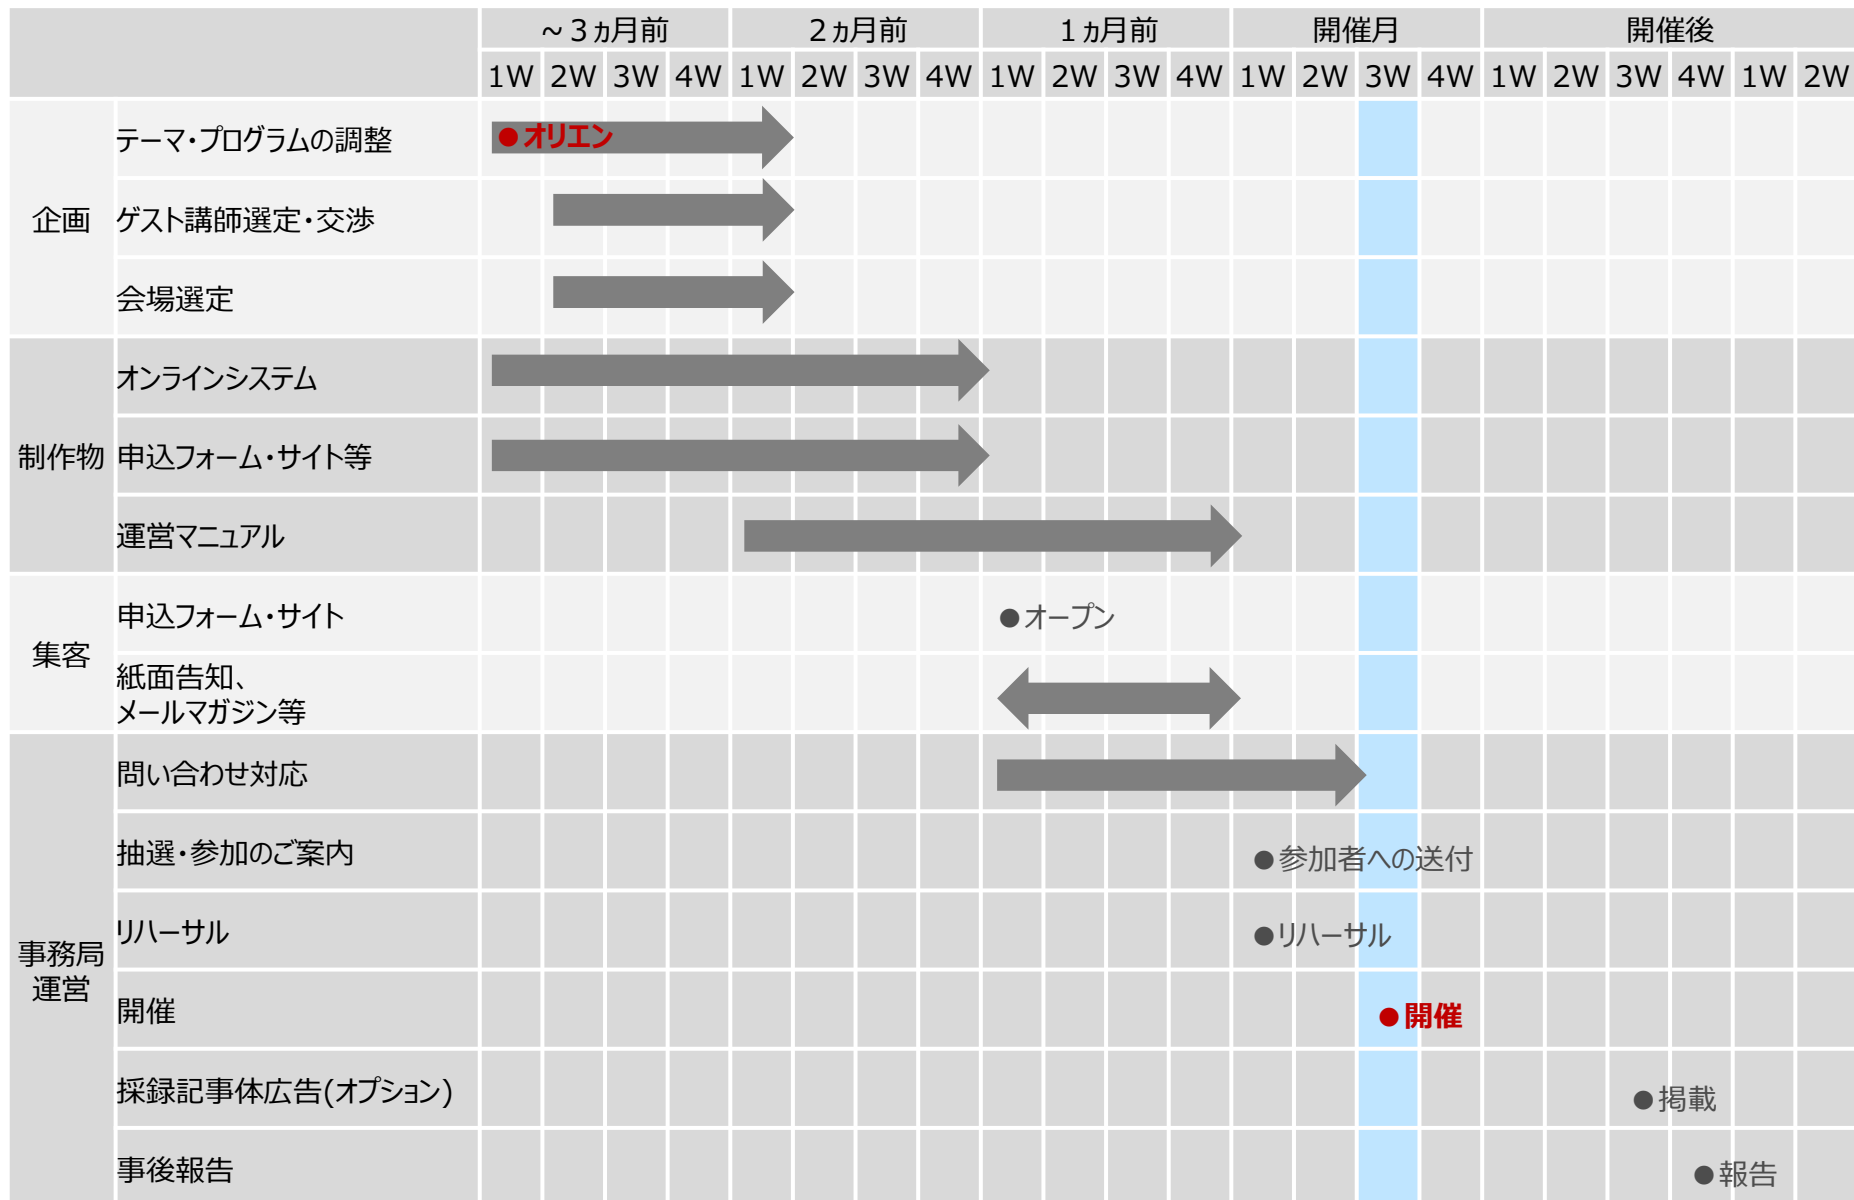 ~３ヵ月前 ２ヵ月前 １ヵ月前 開催月 開催後
1W 2W 3W 4W 1W 2W 3W 4W 1W 2W 3W 4W 1W 2W 3W 4W 1W 2W 3W 4W 1W 2W
企画
テーマ・プログラムの調整
●オリエン
ゲスト講師選定・交渉
会場選定
制作物
オンラインシステム
申込フォーム・サイト等
運営マニュアル
集客
申込フォーム・サイト
●オープン
紙面告知、
メールマガジン等
事務局
運営
問い合わせ対応
抽選・参加のご案内
●参加者への送付
リハーサル
●リハーサル
開催
●開催
採録記事体広告(オプション)
●掲載
事後報告
●報告